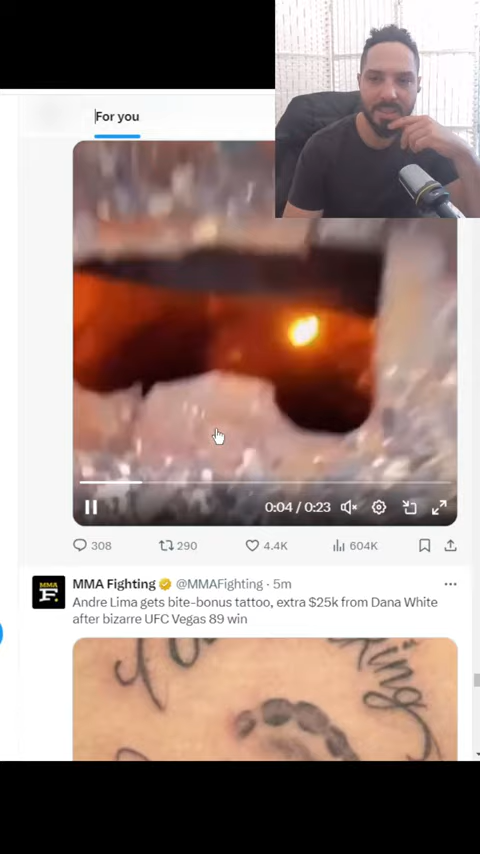 For you
0:04 / 0:23
308
290
4.4K
604K
MMA Fighting @MMAFighting · 5m
Andre Lima gets bite-bonus tattoo, extra $25k from Dana White
after bizarre UFC Vegas 89 win
MMA
F.